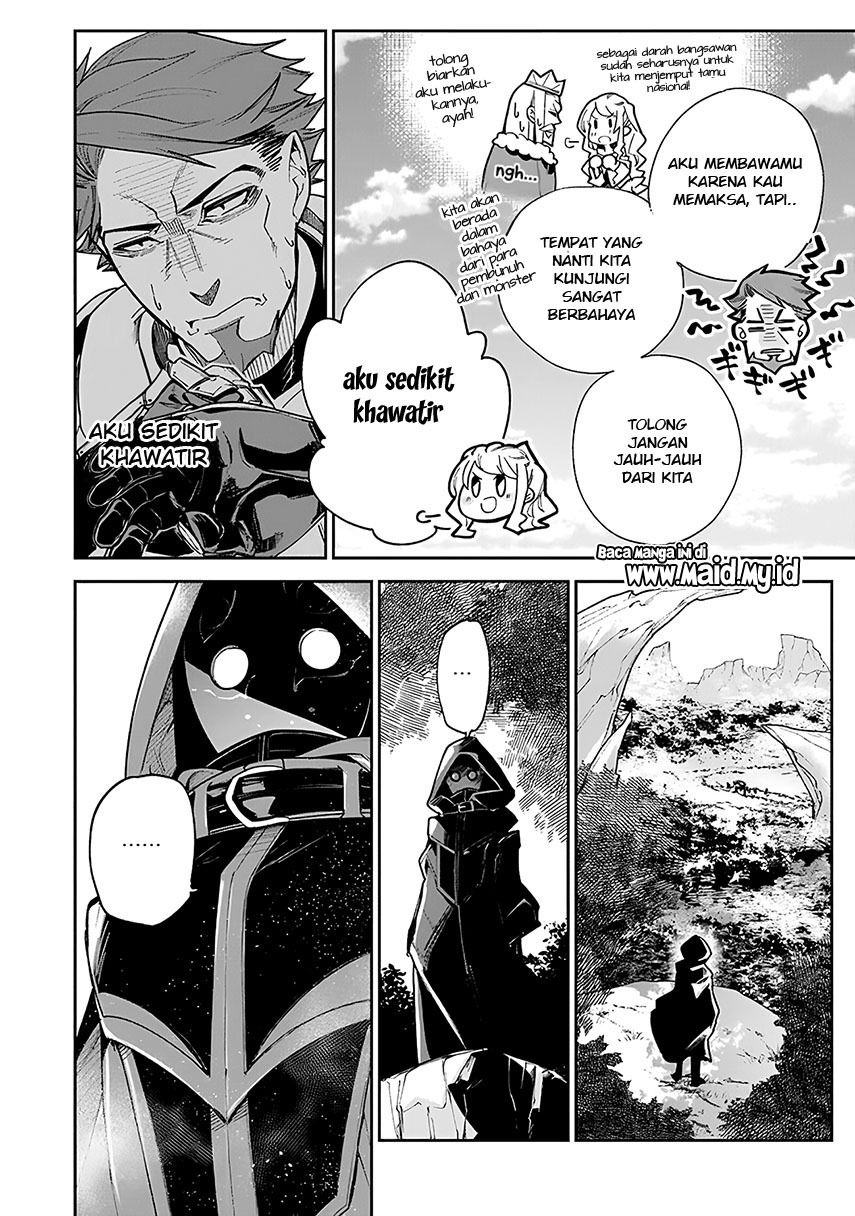 AKU MEMBAWAMU
KARENA KAU
MEMAKSA, TAPI..
sebagai darah bangsawan
sudah seharusnya untuk
kita menjemput tamu
nasional!
tolong
biarkan
aku melaku-
kannya,
ayah!
ngh...
TEMPAT YANG
NANTI KITA
KUNJUNGI
SANGAT
BERBAHAYA
kita akan
berada
dalam
bahaya
dari para
pembunuh
dan monster
ギギギ
ギギギ
TOLONG
JANGAN
JAUH-JAUH
DARI KITA
aku sedikit
khawatir
AKU SEDIKIT
KHAWATIR
Baca Manga ini di
www.Maid.My.id
...
......